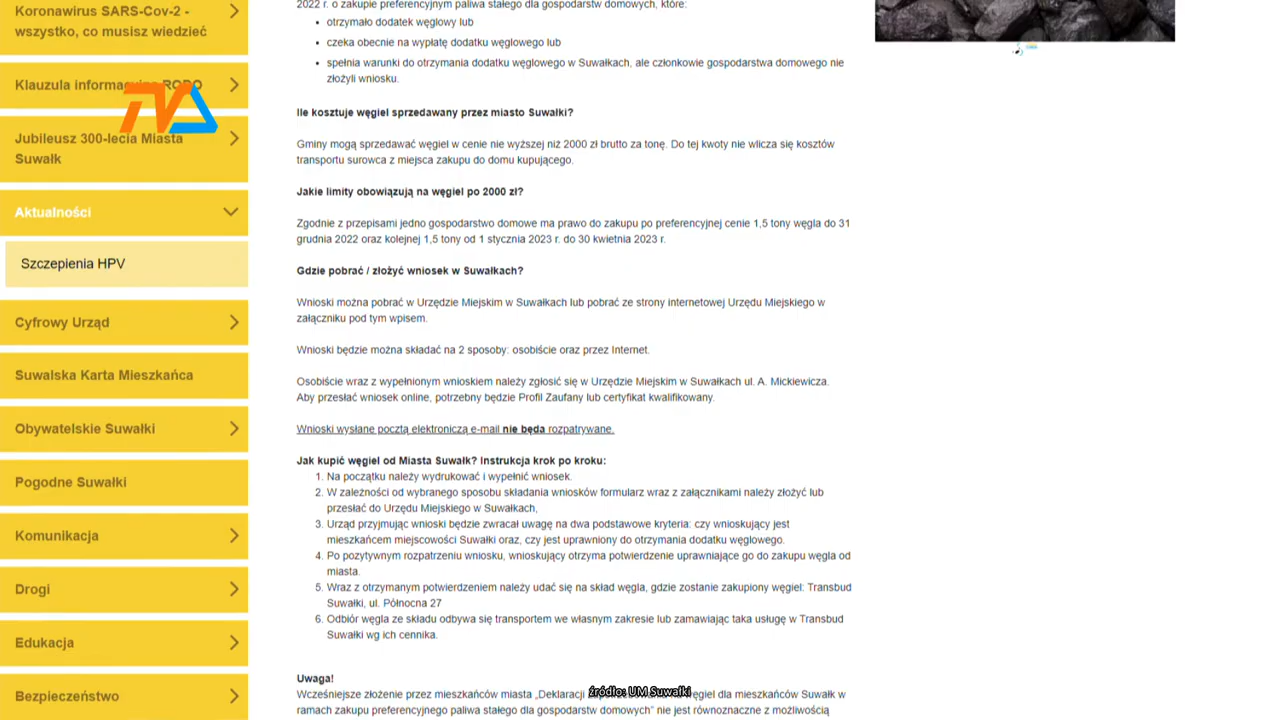 Koronawirus SARS-Cov-2 -
wszystko, co musisz wiedzieć
Klauzula RODO
Jubileusz 300-lecia Miasta
Suwałk
Aktualności
Szczepienia HPV
Cyfrowy Urząd
Suwalska Karta Mieszkańca
Obywatelskie Suwałki
Pogodne Suwałki
Komunikacja
Drogi
Edukacja
Bezpieczeństwo
2022 r. o zakupie preferencyjnym paliwa stałego dla gospodarstw domowych, które:
• otrzymało dodatek węglowy lub
• czeka obecnie na wypłatę dodatku węglowego lub
• spełnia warunki do otrzymania dodatku węglowego w Suwałkach, ale członkowie gospodarstwa domowego nie
złożyli wniosku.
Ile kosztuje węgiel sprzedawany przez miasto Suwałki?
Gminy mogą sprzedawać węgiel w cenie nie wyższej niż 2000 zł brutto za tonę. Do tej kwoty nie wlicza się kosztów
transportu surowca z miejsca zakupu do domu kupującego.
Jakie limity obowiązują na węgiel po 2000 zł?
Zgodnie z przepisami jedno gospodarstwo domowe ma prawo do zakupu po preferencyjnej cenie 1,5 tony węgla do 31
grudnia 2022 oraz kolejnej 1,5 tony od 1 stycznia 2023 r. do 30 kwietnia 2023 r.
Gdzie pobrać / złożyć wniosek w Suwałkach?
Wnioski można pobrać w Urzędzie Miejskim w Suwałkach lub pobrać ze strony internetowej Urzędu Miejskiego w
załączniku pod tym wpisem.
Wnioski będzie można składać na 2 sposoby: osobiście oraz przez Internet.
Osobiście wraz z wypełnionym wnioskiem należy zgłosić się w Urzędzie Miejskim w Suwałkach ul. A. Mickiewicza.
Aby przesłać wniosek online, potrzebny będzie Profil Zaufany lub certyfikat kwalifikowany.
Wnioski wysłane pocztą elektroniczą e-mail nie będa rozpatrywane.
Jak kupić węgiel od Miasta Suwałk? Instrukcja krok po kroku:
1. Na początku należy wydrukować i wypełnić wniosek.
2. W zależności od wybranego sposobu składania wniosków formularz wraz z załącznikami należy złożyć lub
przesłać do Urzędu Miejskiego w Suwałkach,
3. Urząd przyjmując wnioski będzie zwracał uwagę na dwa podstawowe kryteria: czy wnioskujący jest
mieszkańcem miejscowości Suwałki oraz, czy jest uprawniony do otrzymania dodatku węglowego.
4. Po pozytywnym rozpatrzeniu wniosku, wnioskujący otrzyma potwierdzenie uprawniające go do zakupu węgla od
miasta.
5. Wraz z otrzymanym potwierdzeniem należy udać się na skład węgla, gdzie zostanie zakupiony węgiel: Transbud
Suwałki, ul. Północna 27
6. Odbiór węgla ze składu odbywa się transportem we własnym zakresie lub zamawiając taka usługę w Transbud
Suwałki wg ich cennika.
Uwaga!
Wcześniejsze złożenie przez mieszkańców miasta „Deklaracji węgiel dla mieszkańców Suwałk w
źródło: UM Suwałki
ramach zakupu preferencyjnego paliwa stałego dla gospodarstw domowych" nie jest równoznaczne z możliwością